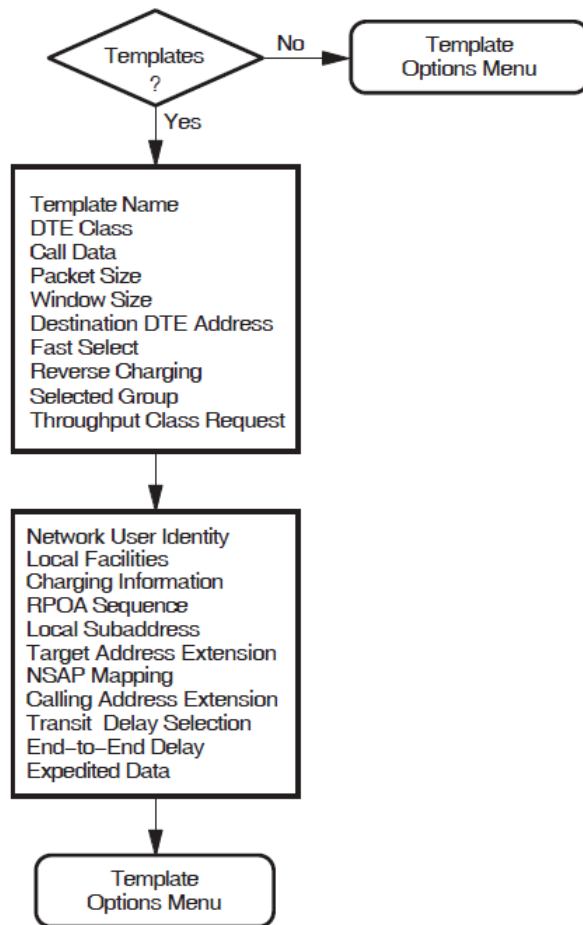 Templates
?
No
Template
Options Menu
Yes
Template Name
DTE Class
Call Data
Packet Size
Window Size
Destination DTE Address
Fast Select
Reverse Charging
Selected Group
Throughput Class Request
Network User Identity
Local Facilities
Charging Information
RPOA Sequence
Local Subaddress
Target Address Extension
NSAP Mapping
Calling Address Extension
Transit Delay Selection
End–to–End Delay
Expedited Data
Template
Options Menu